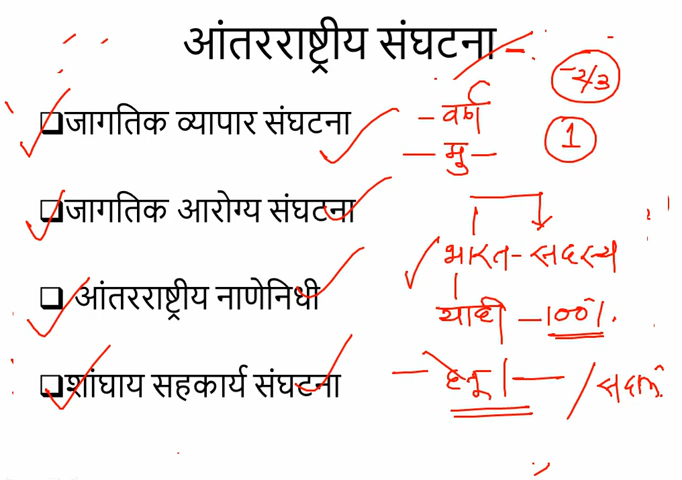 आंतरराष्ट्रीय संघटना -
2/3
❑जागतिक व्यापार संघटना
- वर्ष
1
- मु -
❑जागतिक आरोग्य संघटना
भारत - सदस्य
❑ आंतरराष्ट्रीय नाणेनिधी
यादी - 100%.
❑शांघाय सहकार्य संघटना
- हेतू -